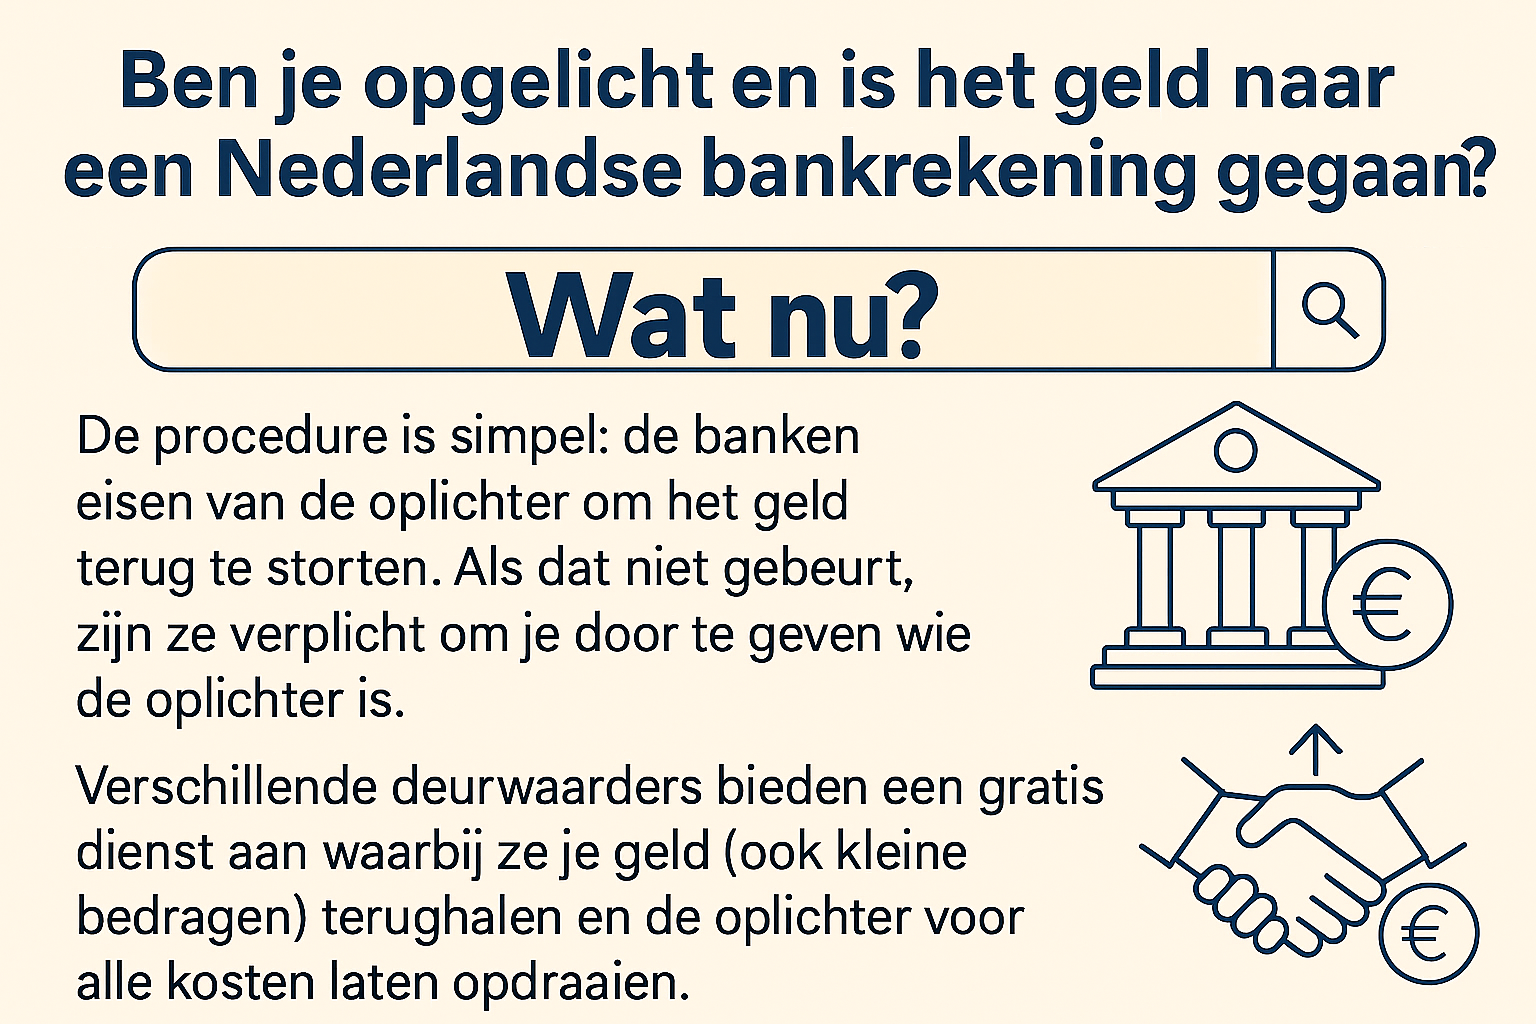 Ben je opgelicht en is het geld naar
een Nederlandse bankrekening gegaan?
Wat nu?
De procedure is simpel: de banken
eisen van de oplichter om het geld
terug te storten. Als dat niet gebeurt,
zijn ze verplicht om je door te geven wie
de oplichter is.
Verschillende deurwaarders bieden een gratis
dienst aan waarbij ze je geld (ook kleine
bedragen) terughalen en de oplichter voor
alle kosten laten opdraaien.
€
€